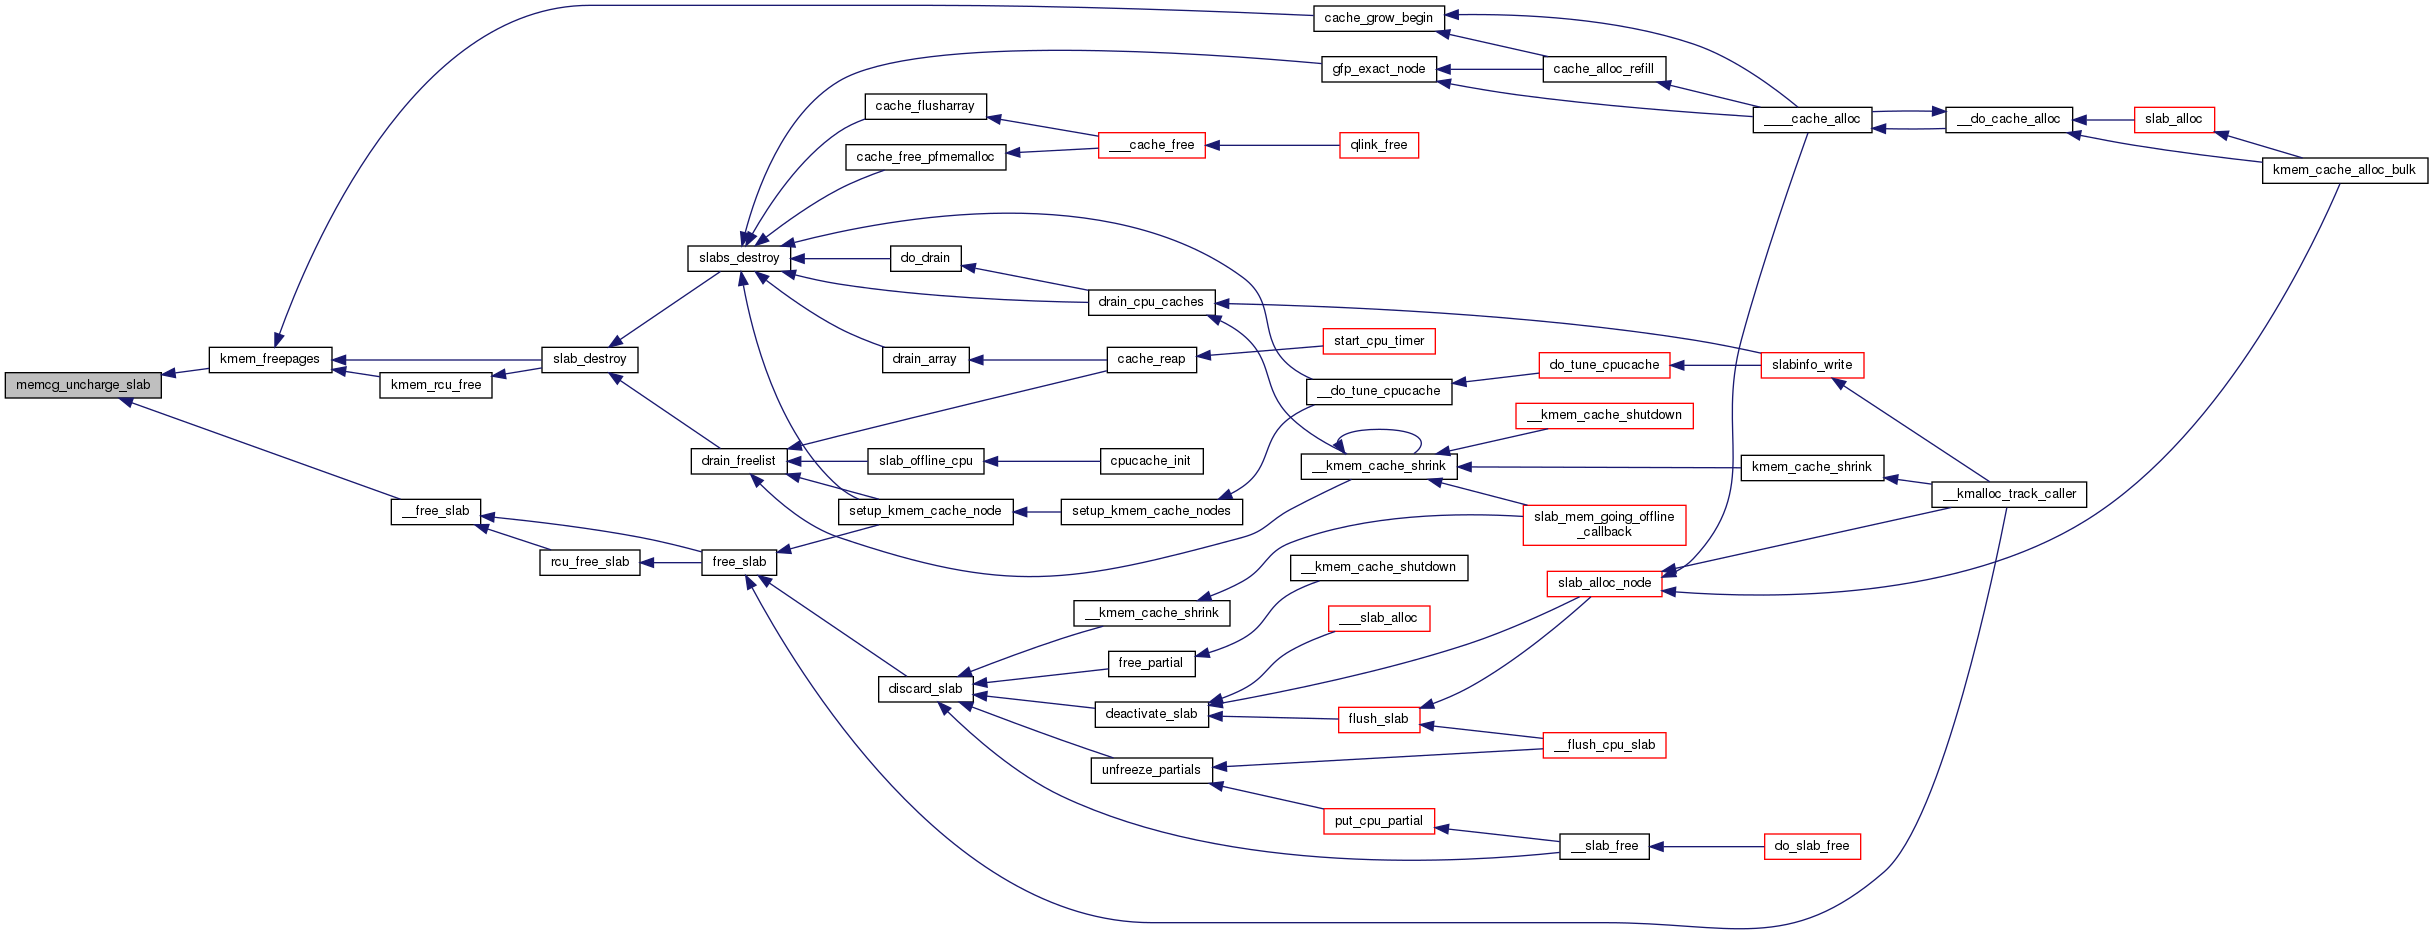 memcg_uncharge_slab
kmem_freepages
kmem_rcu_free
__free_slab
slab_destroy
rcu_free_slab
slabs_destroy
drain_freelist
free_slab
cache_flusharray
cache_free_pfmemalloc
do_drain
drain_array
slab_offline_cpu
setup_kmem_cache_node
discard_slab
___cache_free
drain_cpu_caches
cache_reap
cpucache_init
setup_kmem_cache_nodes
__kmem_cache_shrink
free_partial
deactivate_slab
unfreeze_partials
cache_grow_begin
gfp_exact_node
qlink_free
start_cpu_timer
__do_tune_cpucache
__kmem_cache_shrink
__kmem_cache_shutdown
___slab_alloc
flush_slab
put_cpu_partial
cache_alloc_refill
do_tune_cpucache
__kmem_cache_shutdown
slab_mem_going_offline
_callback
slab_alloc_node
__flush_cpu_slab
__slab_free
____cache_alloc
slabinfo_write
kmem_cache_shrink
do_slab_free
__do_cache_alloc
__kmalloc_track_caller
slab_alloc
kmem_cache_alloc_bulk